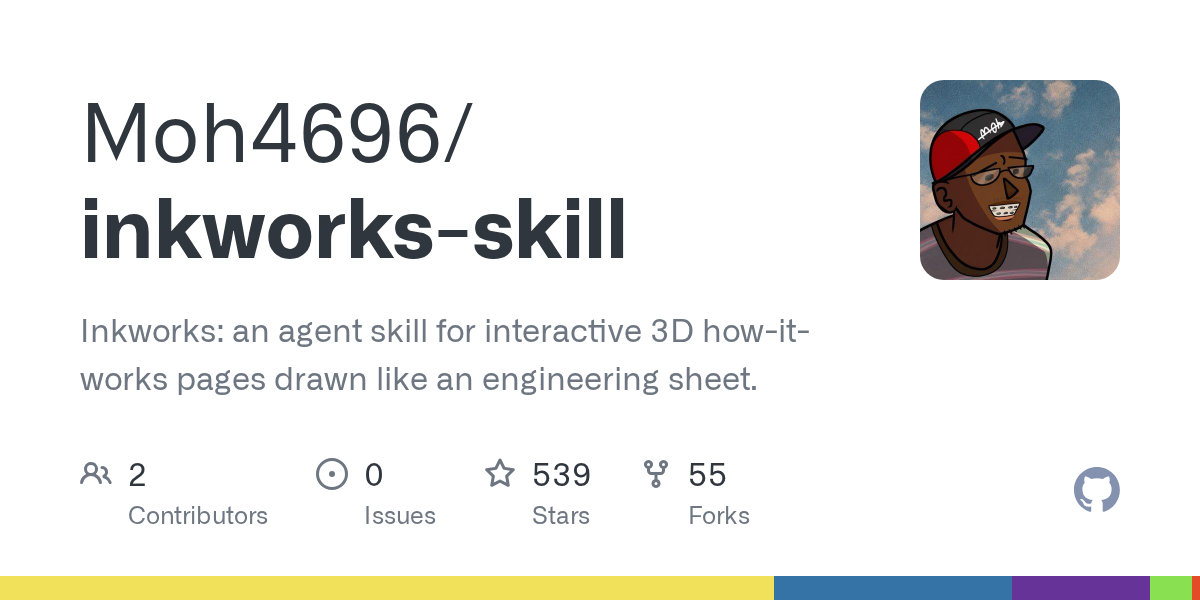 Moh4696/
inkworks-skill
Inkworks: an agent skill for interactive 3D how-it-
works pages drawn like an engineering sheet.
2
Contributors
0
Issues
539
Stars
55
Forks